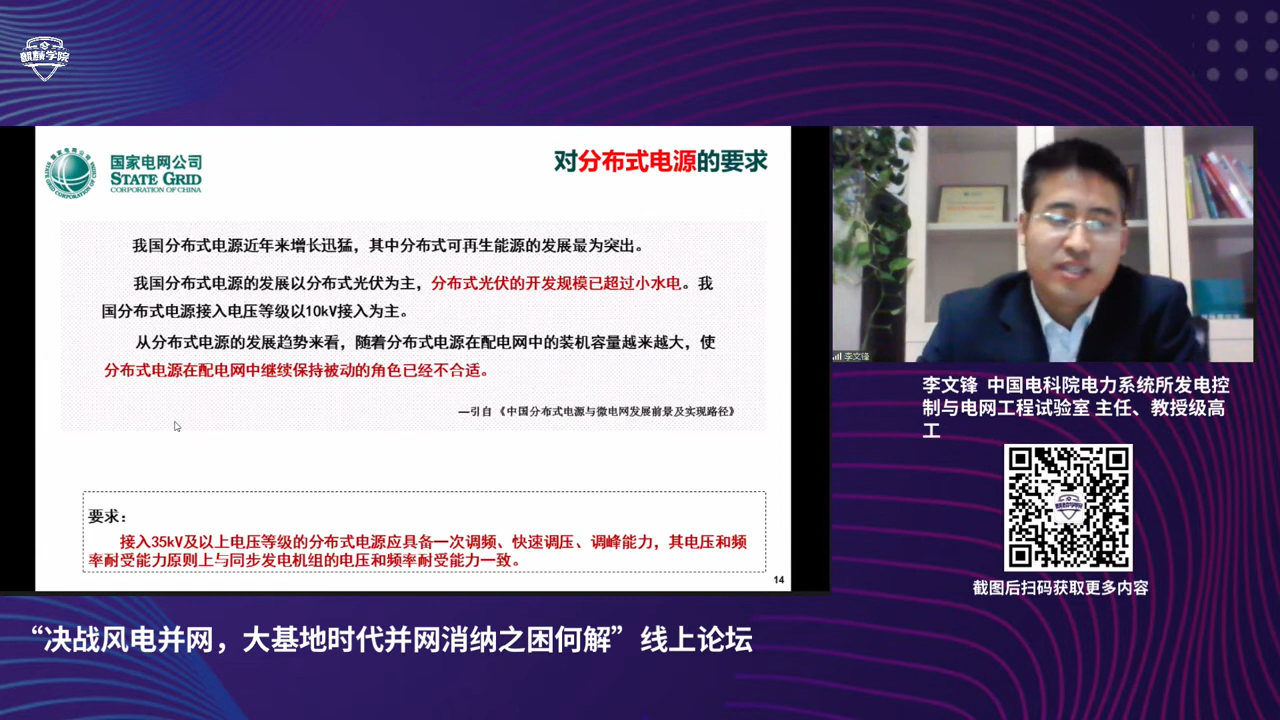 麒麟学院
国家电网公司
STATE GRID
CORPORATION OF CHINA
对分布式电源的要求
我国分布式电源近年来增长迅猛，其中分布式可再生能源的发展最为突出。
我国分布式电源的发展以分布式光伏为主，分布式光伏的开发规模已超过小水电。我
国分布式电源接入电压等级以10kV接入为主。
从分布式电源的发展趋势来看，随着分布式电源在配电网中的装机容量越来越大，使
分布式电源在配电网中继续保持被动的角色已经不合适。
—引自《中国分布式电源与微电网发展前景及实现路径》
要求：
接入35kV及以上电压等级的分布式电源应具备一次调频、快速调压、调峰能力，其电压和频
率耐受能力原则上与同步发电机组的电压和频率耐受能力一致。
14
李文锋
李文锋 中国电科院电力系统所发电控
制与电网工程试验室 主任、教授级高
工
截图后扫码获取更多内容
“决战风电并网，大基地时代并网消纳之困何解”线上论坛